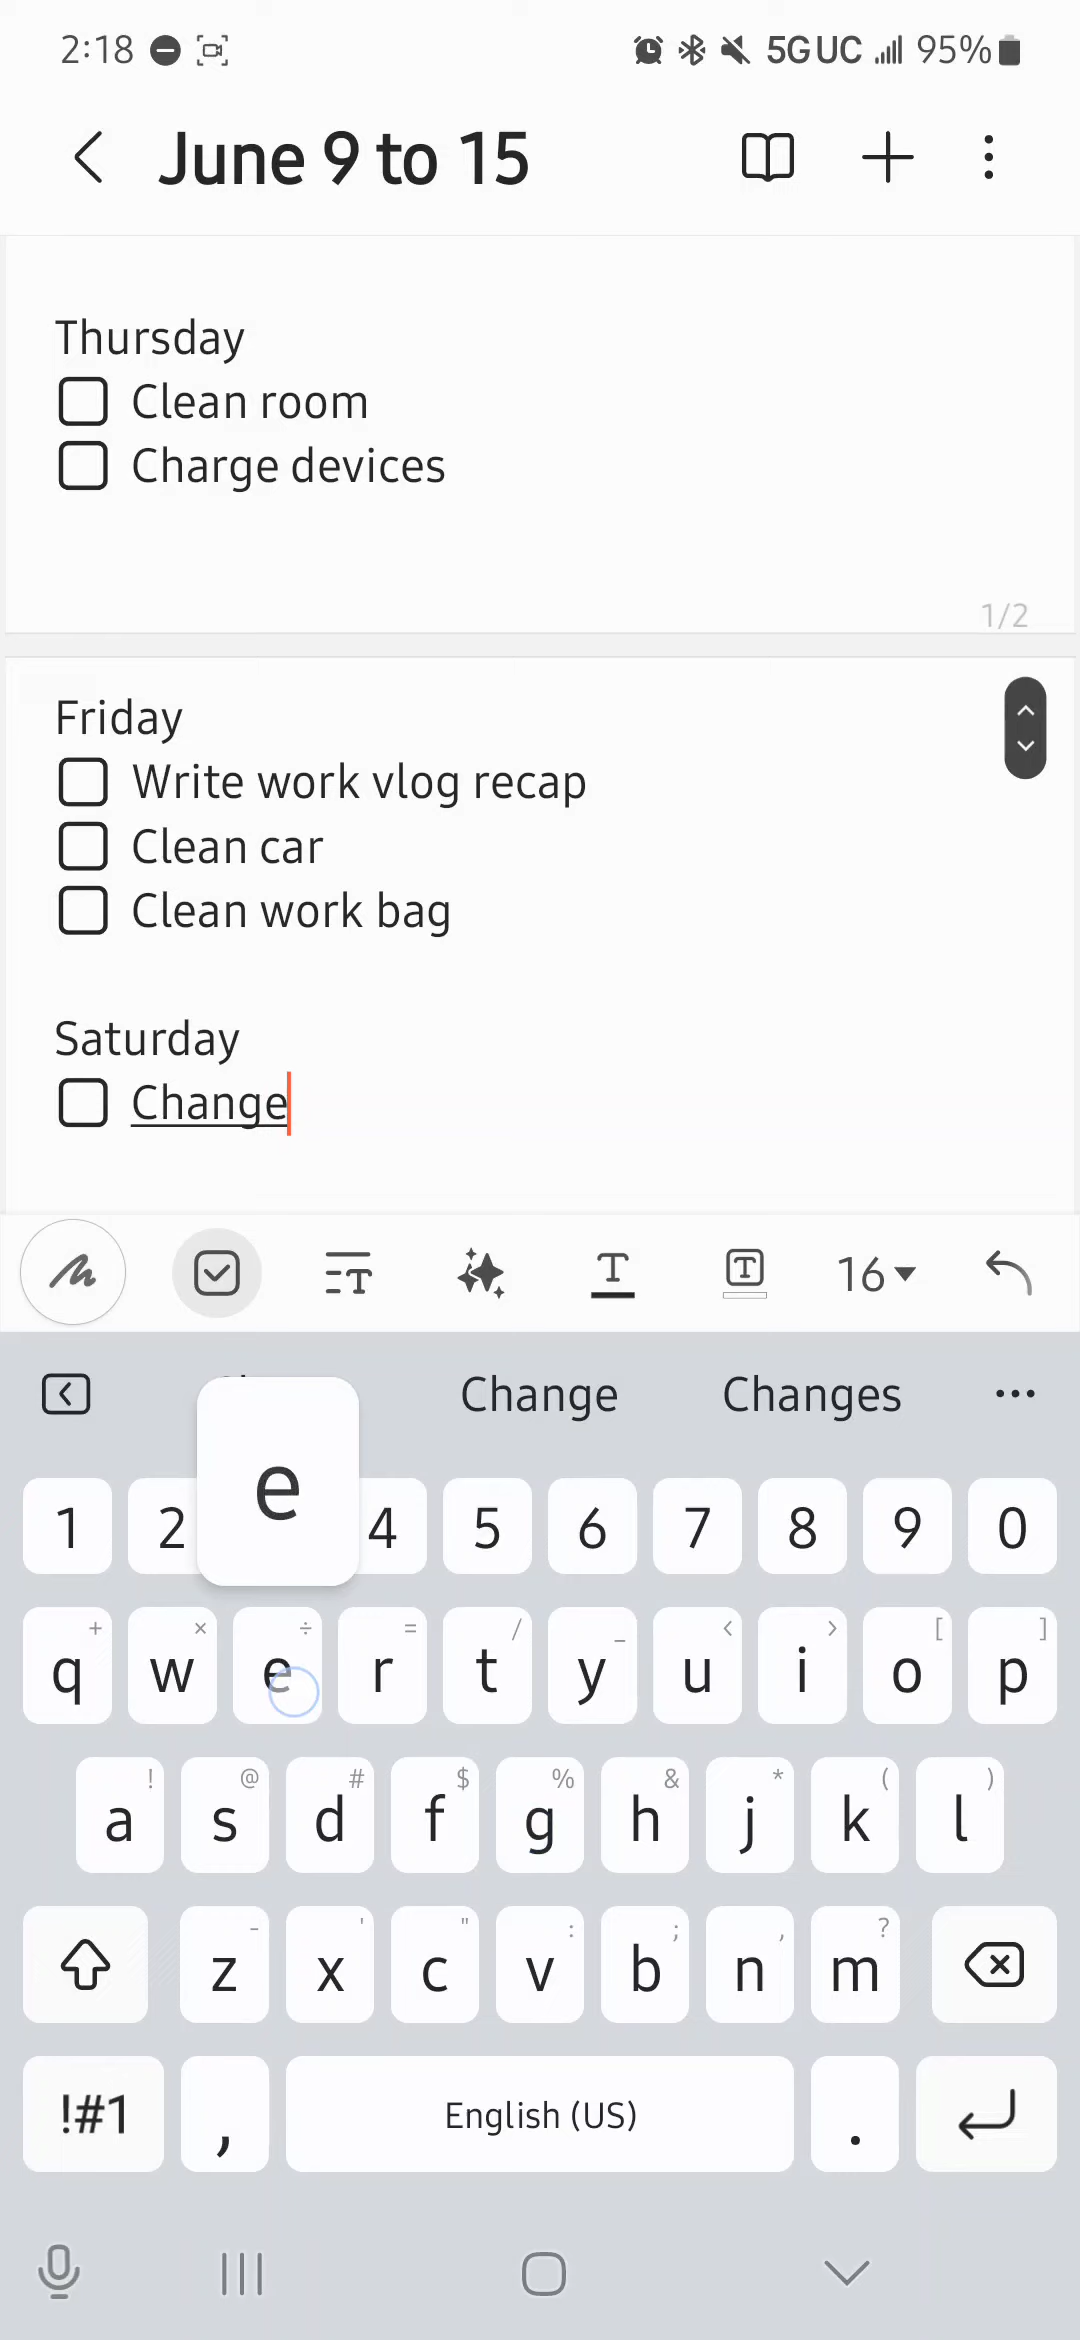 2:18 5G UC 95%
June 9 to 15
Thursday
Clean room
Charge devices
1/2
Friday
Write work vlog recap
Clean car
Clean work bag
Saturday
Change
T T T 16
Change Changes ...
e
1 2 4 5 6 7 8 9 0
+ × ÷ = / _ < > [ ]
q w e r t y u i o p
! @ # $ % & * ( )
a s d f g h j k l
- ' " : ; , ?
z x c v b n m
!#1 , English (US) .